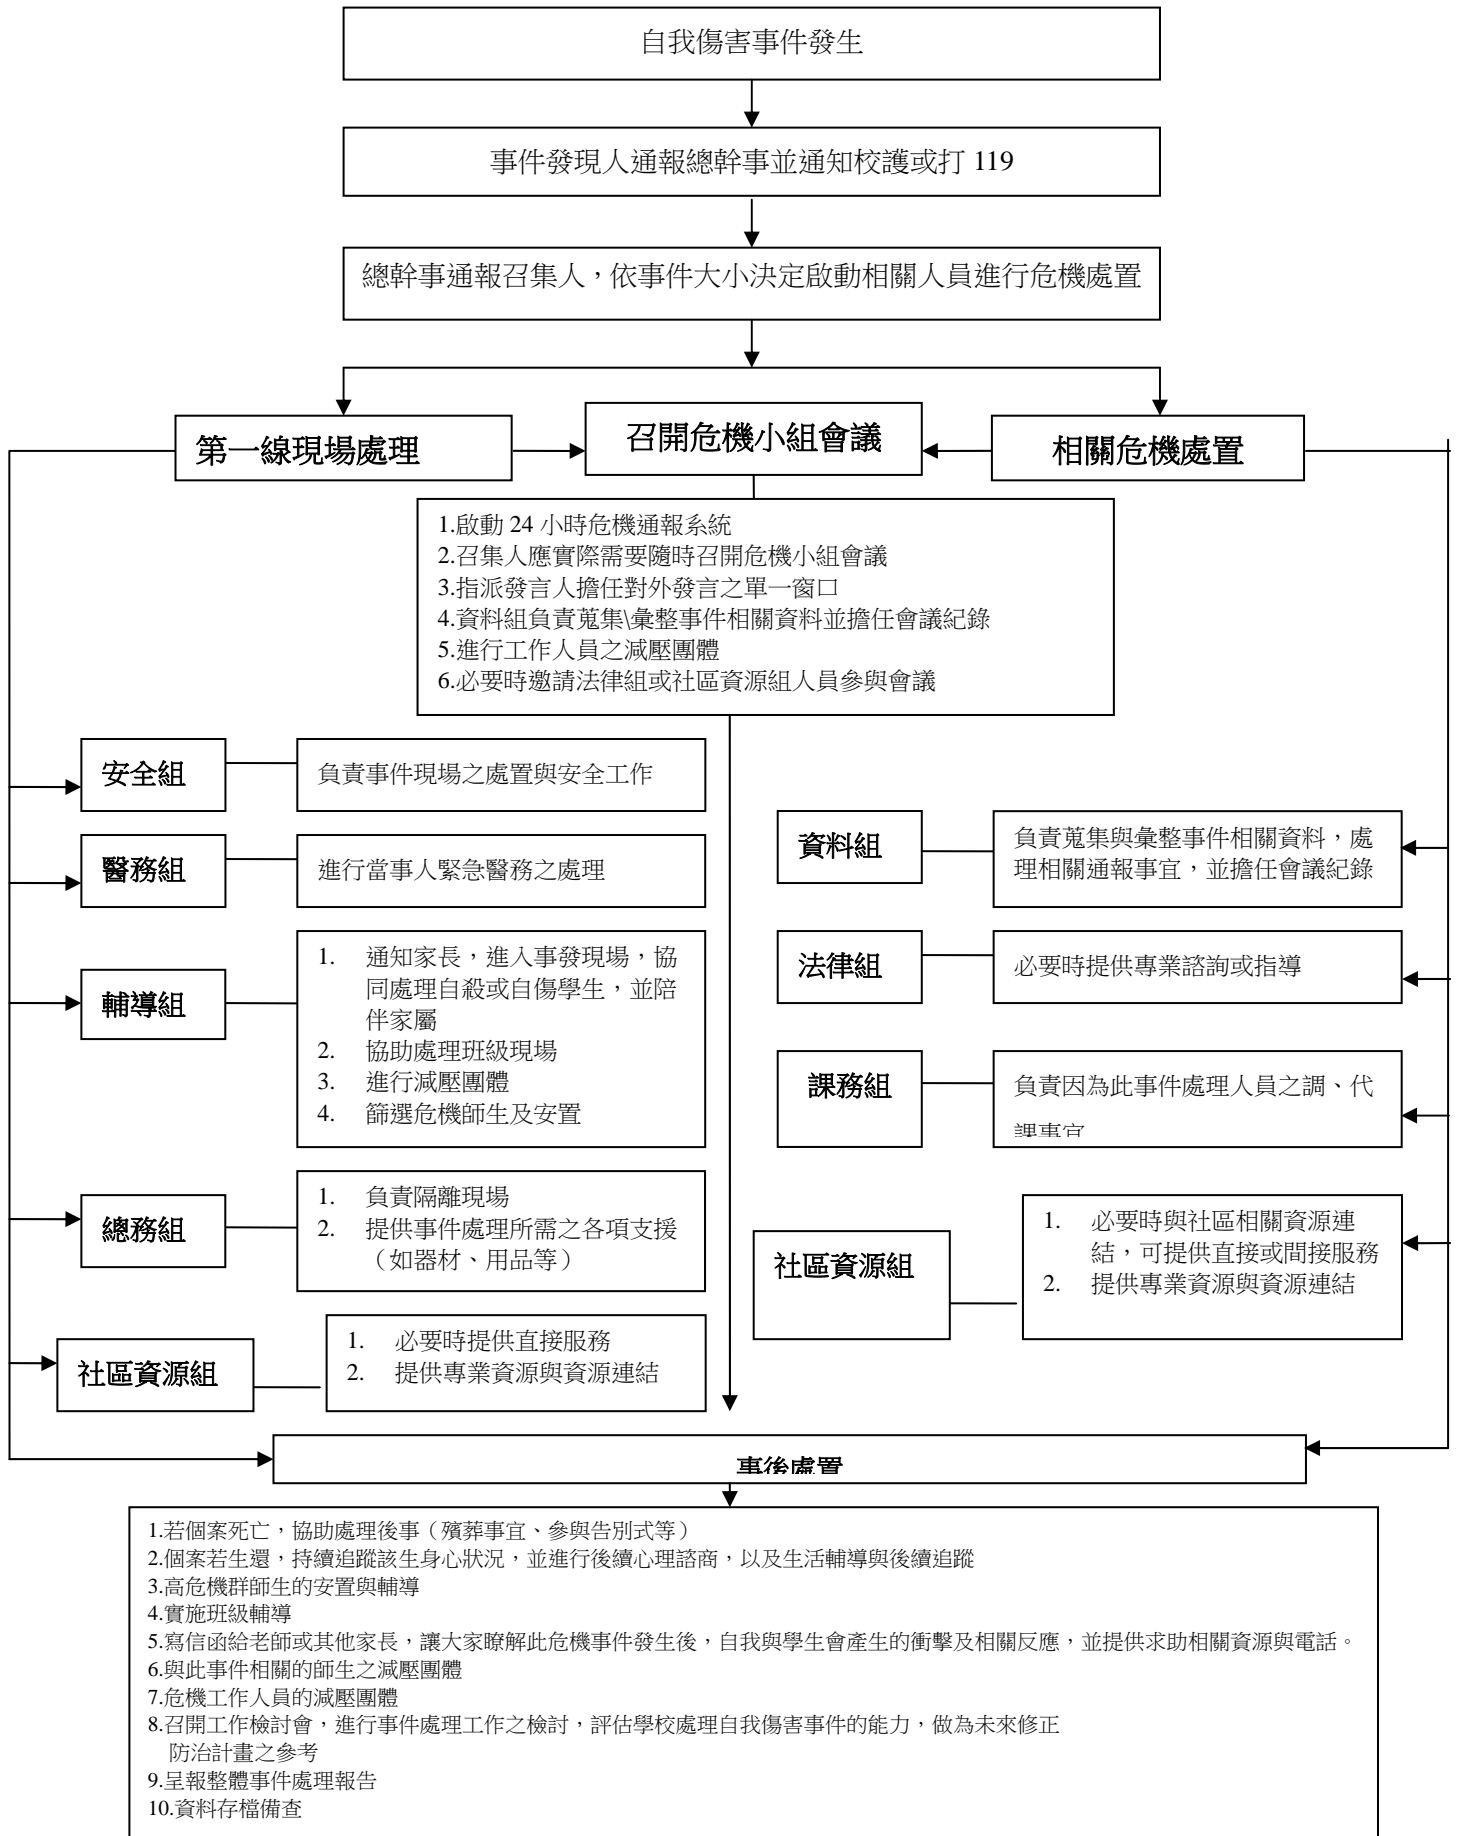 自我傷害事件發生
事件發現人通報總幹事並通知校護或打 119
總幹事通報召集人，依事件大小決定啟動相關人員進行危機處置
第一線現場處理
召開危機小組會議
相關危機處置
1.啟動 24 小時危機通報系統
2.召集人應實際需要隨時召開危機小組會議
3.指派發言人擔任對外發言之單一窗口
4.資料組負責蒐集\彙整事件相關資料並擔任會議紀錄
5.進行工作人員之減壓團體
6.必要時邀請法律組或社區資源組人員參與會議
安全組
負責事件現場之處置與安全工作
醫務組
進行當事人緊急醫務之處理
輔導組
1. 通知家長，進入事發現場，協
同處理自殺或自傷學生，並陪
伴家屬
2. 協助處理班級現場
3. 進行減壓團體
4. 篩選危機師生及安置
總務組
1. 負責隔離現場
2. 提供事件處理所需之各項支援
（如器材、用品等）
社區資源組
1. 必要時提供直接服務
2. 提供專業資源與資源連結
資料組
負責蒐集與彙整事件相關資料，處
理相關通報事宜，並擔任會議紀錄
法律組
必要時提供專業諮詢或指導
課務組
負責因為此事件處理人員之調、代
課事宜
社區資源組
1. 必要時與社區相關資源連
結，可提供直接或間接服務
2. 提供專業資源與資源連結
事後處置
1.若個案死亡，協助處理後事（殯葬事宜、參與告別式等）
2.個案若生還，持續追蹤該生身心狀況，並進行後續心理諮商，以及生活輔導與後續追蹤
3.高危機群師生的安置與輔導
4.實施班級輔導
5.寫信函給老師或其他家長，讓大家瞭解此危機事件發生後，自我與學生會產生的衝擊及相關反應，並提供求助相關資源與電話。
6.與此事件相關的師生之減壓團體
7.危機工作人員的減壓團體
8.召開工作檢討會，進行事件處理工作之檢討，評估學校處理自我傷害事件的能力，做為未來修正
防治計畫之參考
9.呈報整體事件處理報告
10.資料存檔備查